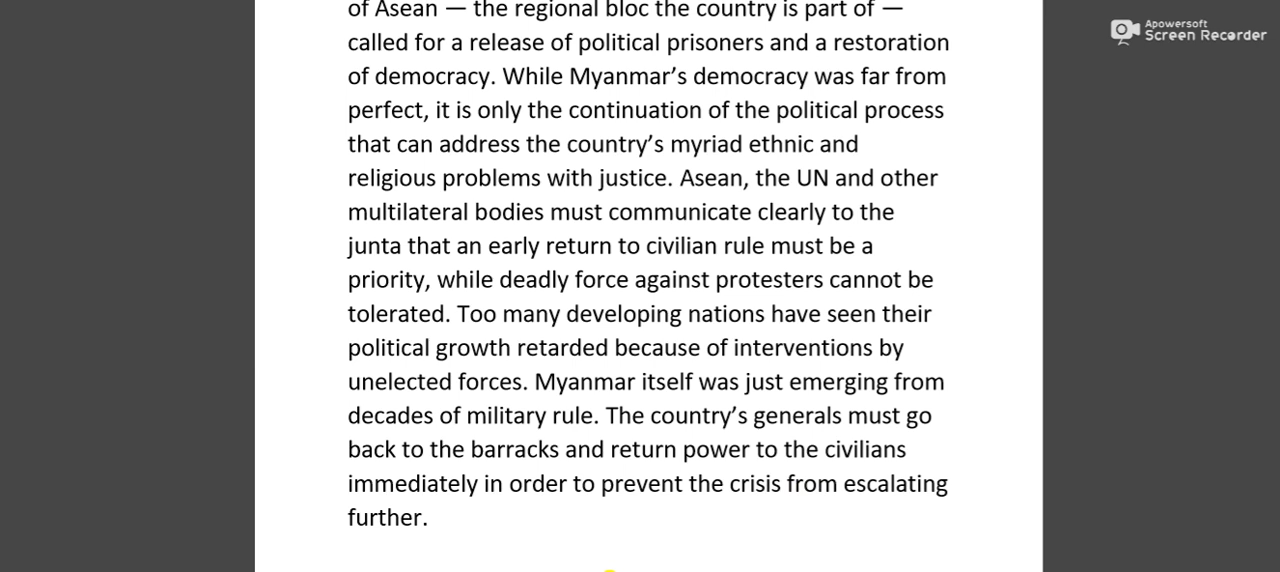 of Asean — the regional bloc the country is part of —
called for a release of political prisoners and a restoration
of democracy. While Myanmar’s democracy was far from
perfect, it is only the continuation of the political process
that can address the country’s myriad ethnic and
religious problems with justice. Asean, the UN and other
multilateral bodies must communicate clearly to the
junta that an early return to civilian rule must be a
priority, while deadly force against protesters cannot be
tolerated. Too many developing nations have seen their
political growth retarded because of interventions by
unelected forces. Myanmar itself was just emerging from
decades of military rule. The country’s generals must go
back to the barracks and return power to the civilians
immediately in order to prevent the crisis from escalating
further.
Apowersoft
Screen Recorder